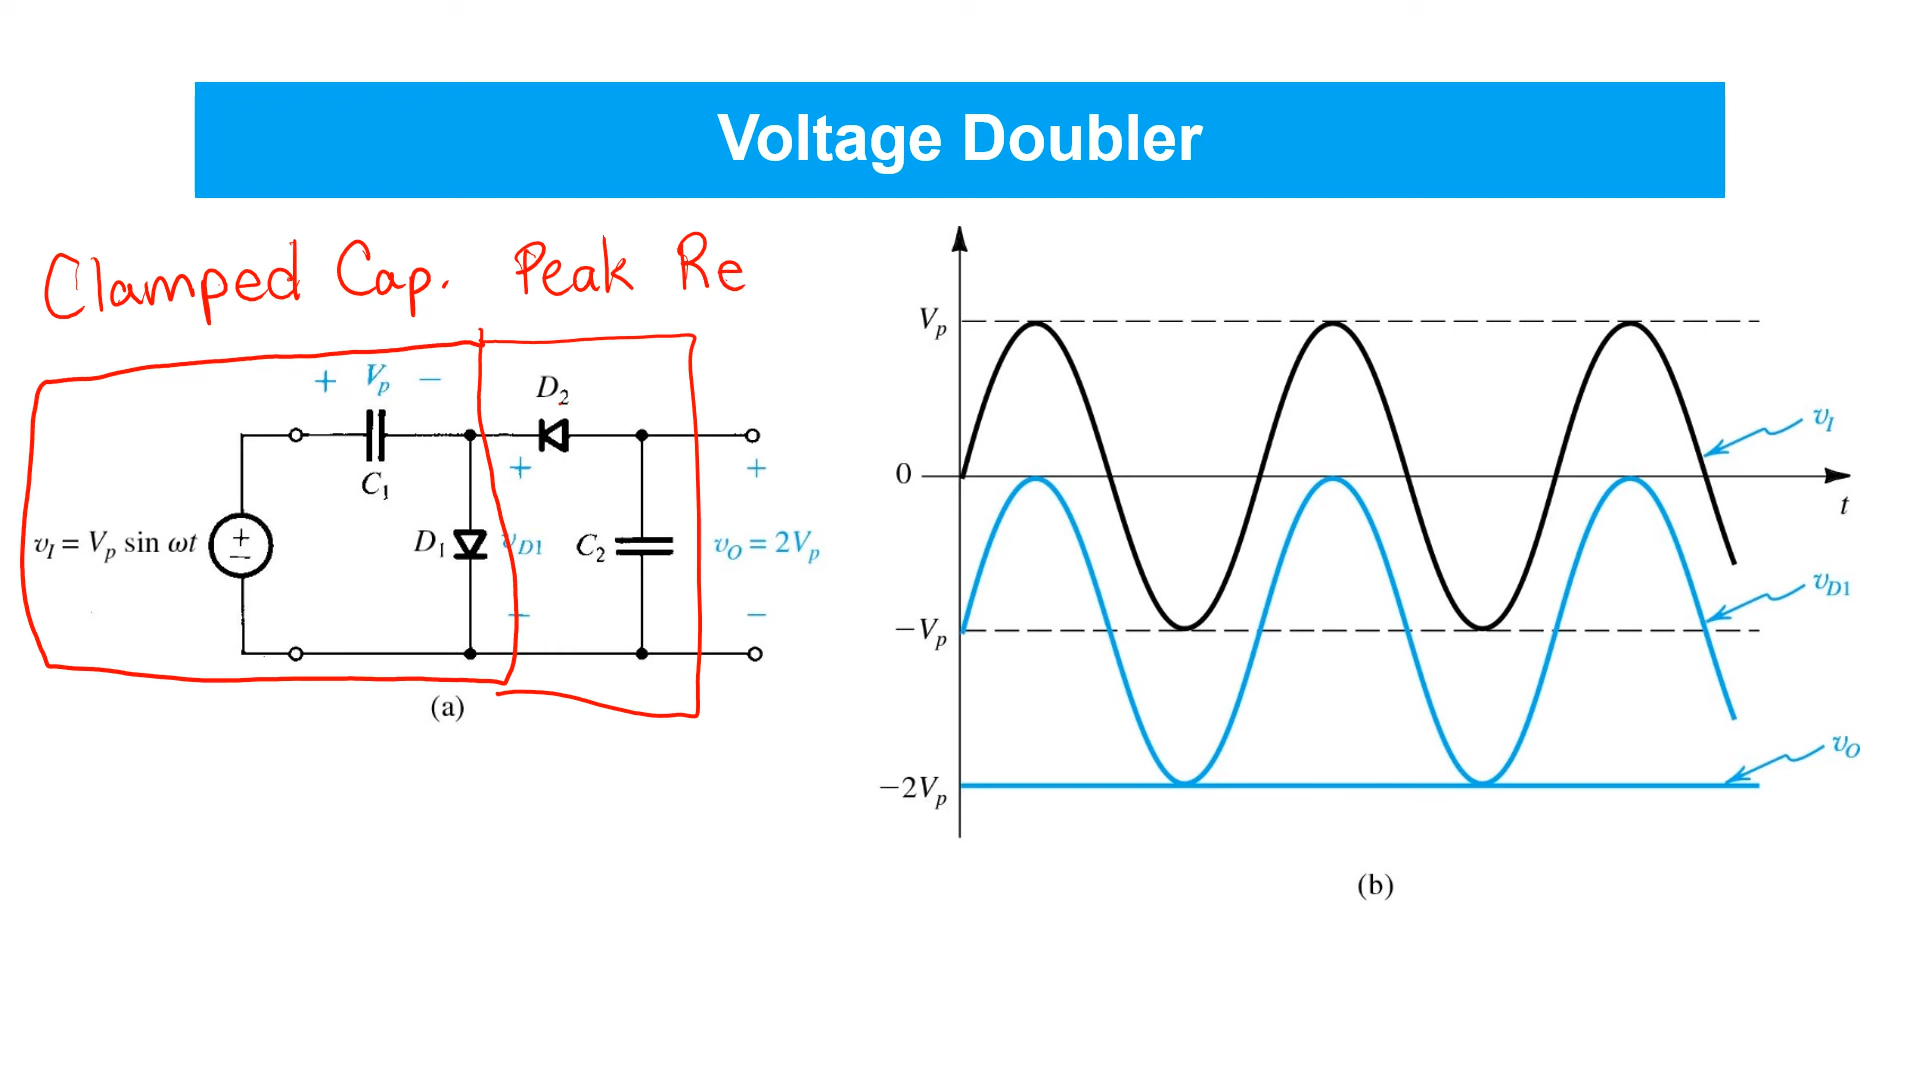 Voltage Doubler
Clamped Cap. Peak Re
+ Vp −
D2
C1
+
+
vI = Vp sin ωt
+
−
D1
vD1
C2
vO = 2Vp
−
−
(a)
Vp
vI
0
t
vD1
−Vp
vO
−2Vp
(b)